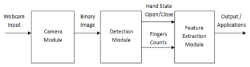 Webcam
Input
Camera
Module
Binary
Image
Detection
Module
Hand State
Open/Close
Fingers
Counts
Feature
Extraction
Module
Output /
Applications